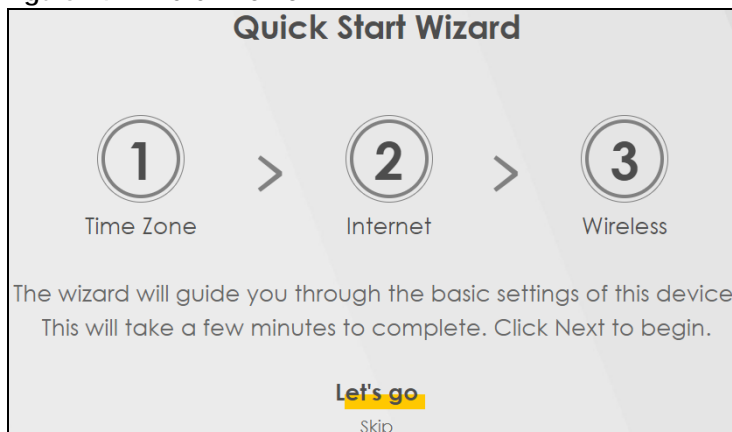 Quick Start Wizard
1 > 2 > 3
Time Zone Internet Wireless
The wizard will guide you through the basic settings of this device
This will take a few minutes to complete. Click Next to begin.
Let's go
Skip